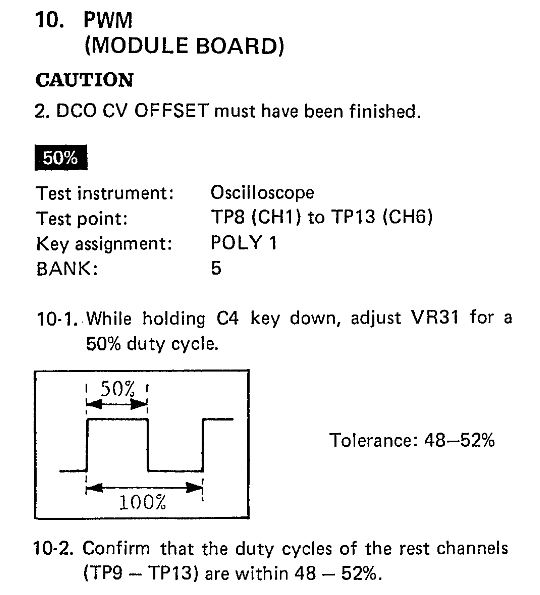 10. PWM
(MODULE BOARD)
CAUTION
2. DCO CV OFFSET must have been finished.
50%
Test instrument: Oscilloscope
Test point: TP8 (CH1) to TP13 (CH6)
Key assignment: POLY 1
BANK: 5
10-1. While holding C4 key down, adjust VR31 for a
50% duty cycle.
50%
100%
Tolerance: 48–52%
10-2. Confirm that the duty cycles of the rest channels
(TP9 – TP13) are within 48 – 52%.